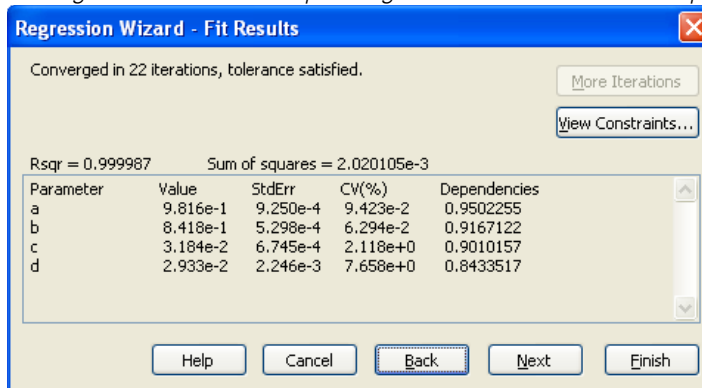 Regression Wizard - Fit Results
Converged in 22 iterations, tolerance satisfied.
More Iterations
View Constraints...
Rsqr = 0.999987 Sum of squares = 2.020105e-3
Parameter Value StdErr CV(%) Dependencies
a 9.816e-1 9.250e-4 9.423e-2 0.9502255
b 8.418e-1 5.298e-4 6.294e-2 0.9167122
c 3.184e-2 6.745e-4 2.118e+0 0.9010157
d 2.933e-2 2.246e-3 7.658e+0 0.8433517
Help Cancel Back Next Finish